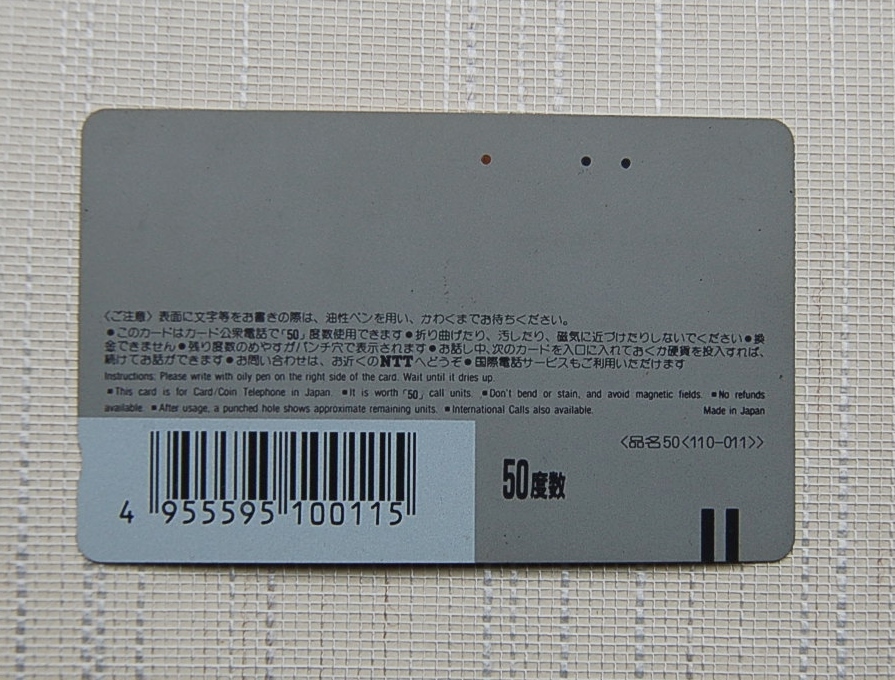 〈ご注意〉表面に文字等をお書きの際は、油性ペンを用い、かわくまでお待ちください。
●このカードはカード公衆電話で「50」度数使用できます●折り曲げたり、汚したり、磁気に近づけたりしないでください●換
金できません●残り度数のめやすがパンチ穴で表示されます●お話し中、次のカードを入口に入れておくか硬貨を投入すれば、
続けてお話ができます●お問い合わせは、お近くのNTTへどうぞ●国際電話サービスもご利用いただけます
Instructions: Please write with oily pen on the right side of the card. Wait until it dries up.
■This card is for Card/Coin Telephone in Japan. ■It is worth「50」call units. ■Don't bend or stain, and avoid magnetic fields. ■No refunds
available. ■After usage, a punched hole shows approximate remaining units. ■International Calls also available. Made in Japan
〈品名50〈110-011〉〉
50度数
4 955595 100115